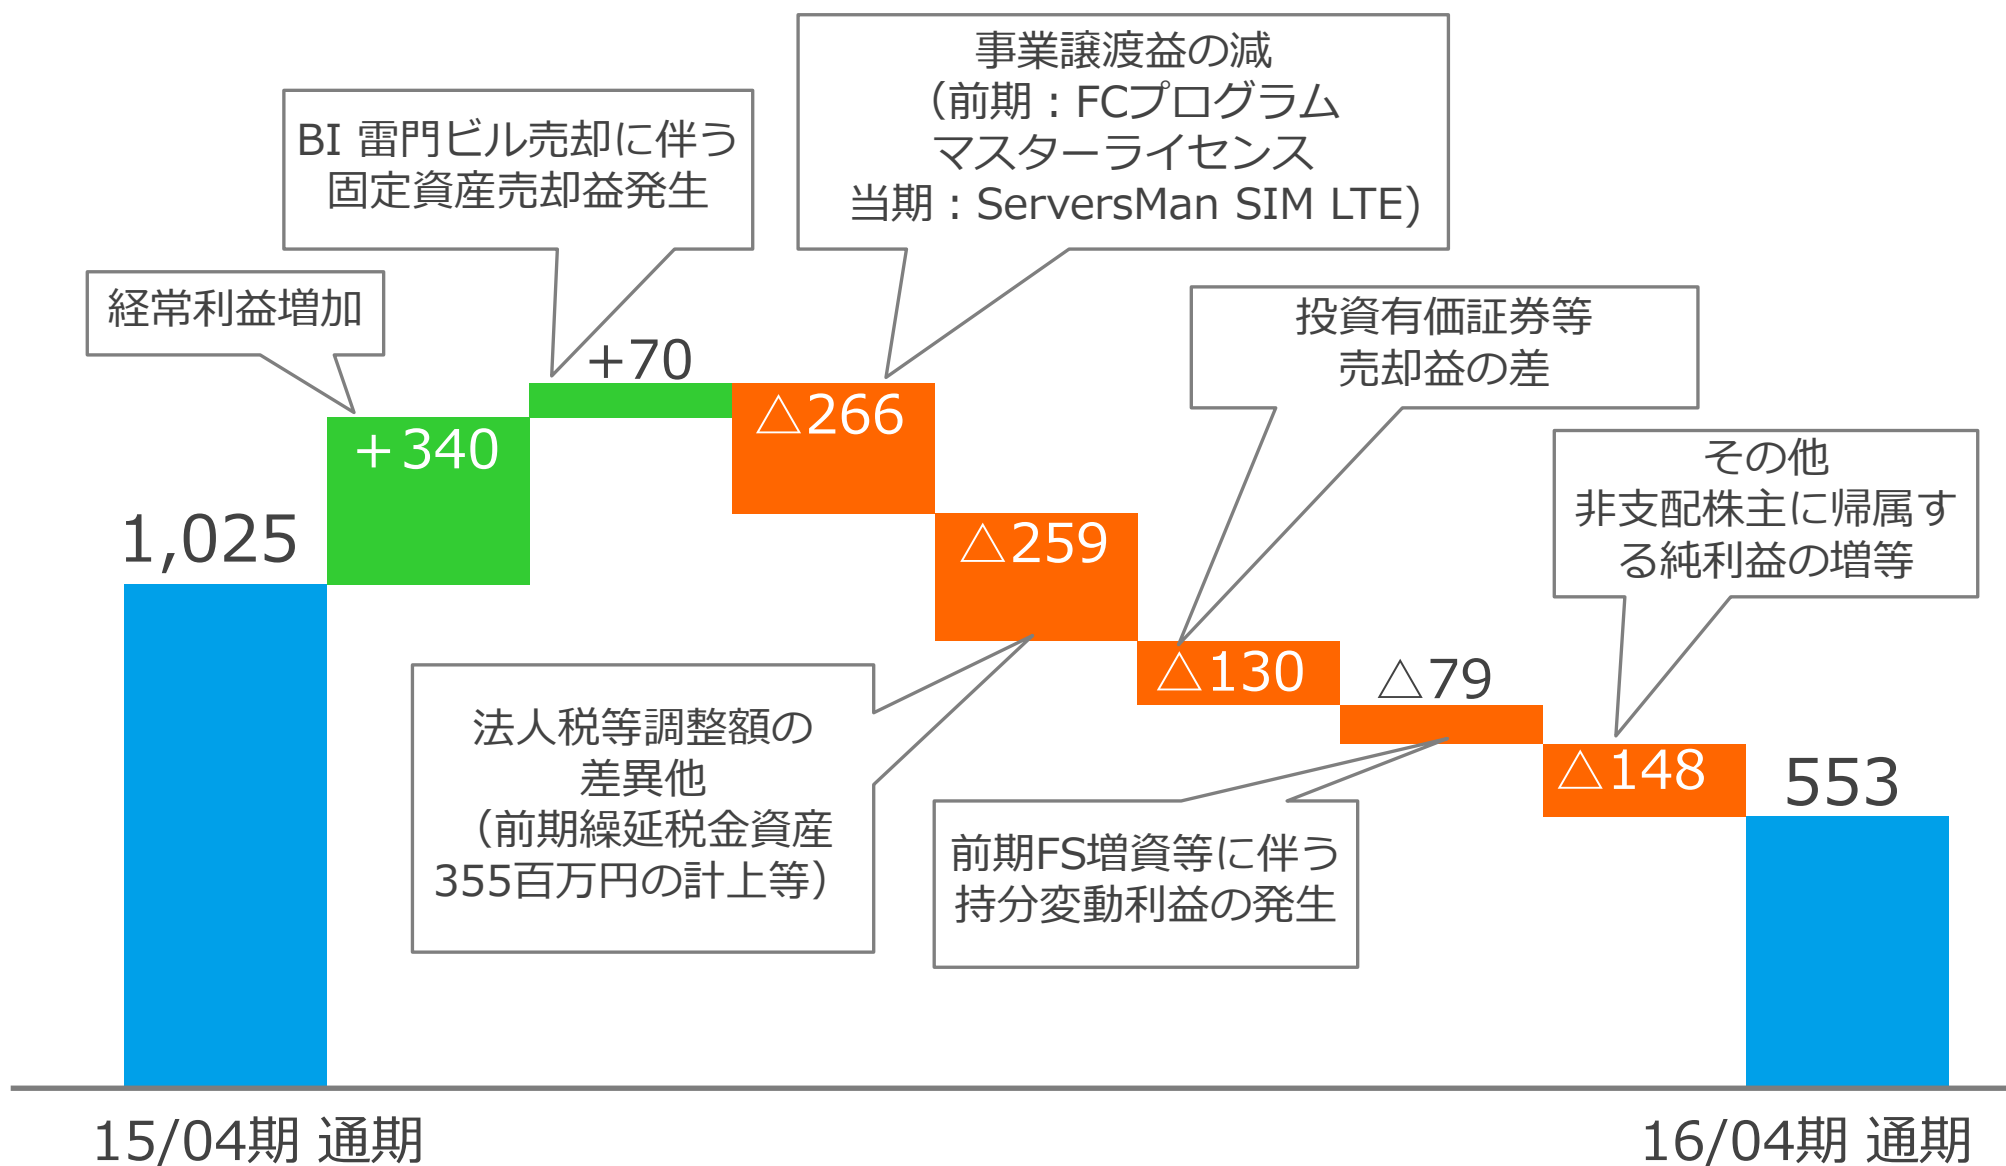 事業譲渡益の減
（前期：FCプログラム
マスターライセンス
当期：ServersMan SIM LTE)
BI 雷門ビル売却に伴う
固定資産売却益発生
経常利益増加
投資有価証券等
売却益の差
+70
△266
＋340
その他
非支配株主に帰属す
る純利益の増等
1,025
△259
△130
△79
法人税等調整額の
差異他
（前期繰延税金資産
355百万円の計上等）
△148
553
前期FS増資等に伴う
持分変動利益の発生
15/04期 通期
16/04期 通期